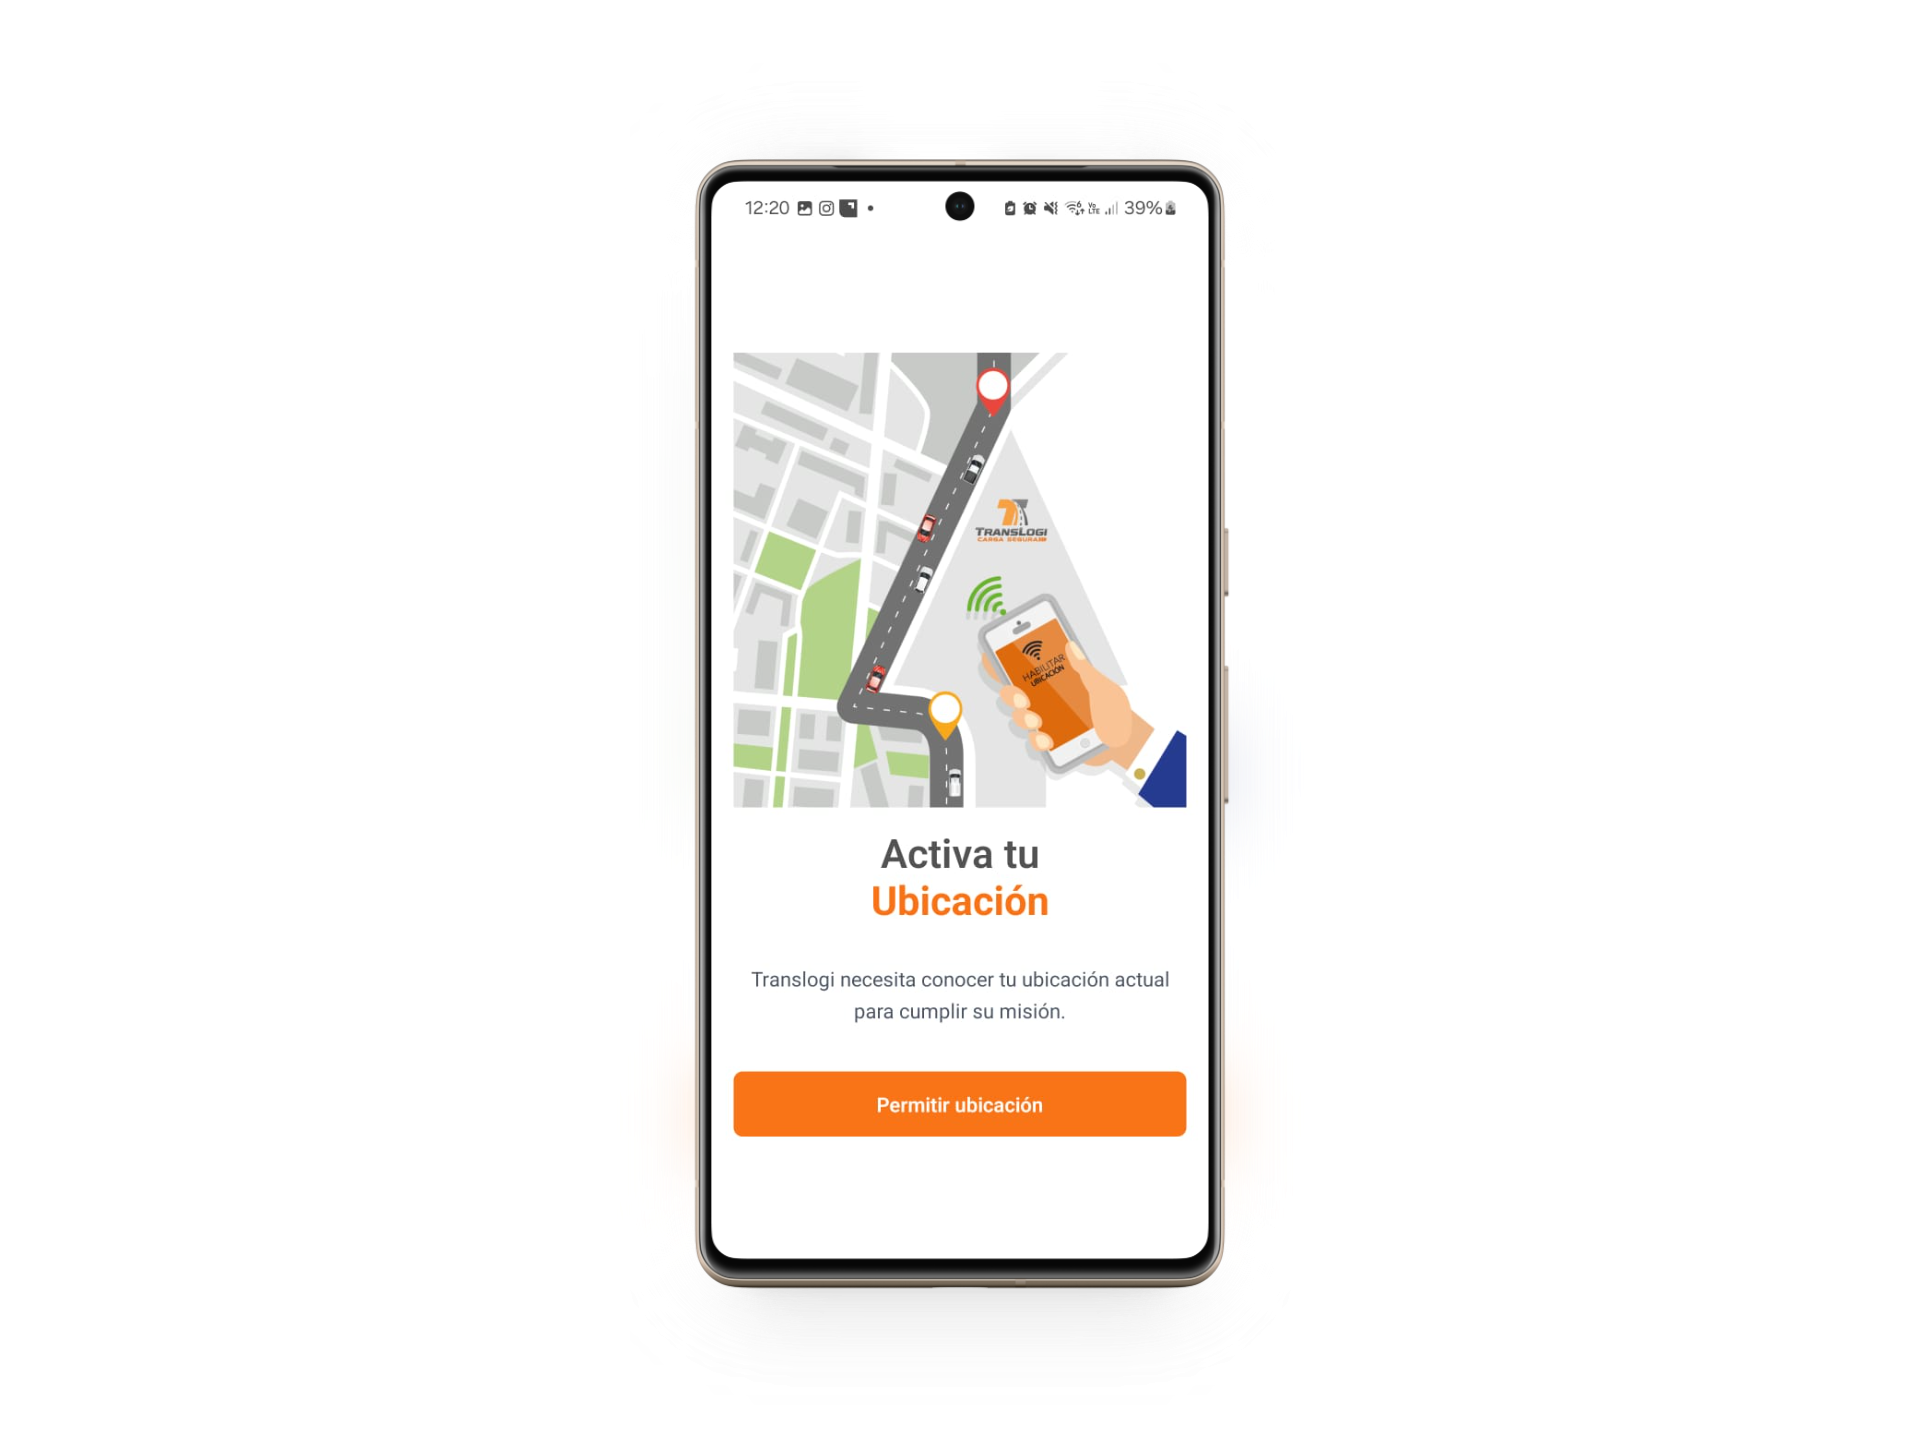 12:20
39%
TRANSLOGI
CARGA SEGURA
HABILITAR
UBICACIÓN
Activa tu
Ubicación
Translogi necesita conocer tu ubicación actual
para cumplir su misión.
Permitir ubicación